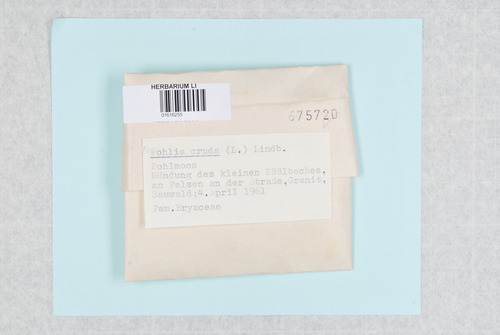 HERBARIUM LI
01616255
675720
Pohlia cruda (L.) Lindb.
Pohlmoos
Mündung des kleinen Kößlbaches,
an Felsen an der Straße, Granit,
Sauwald; 4. April 1961
Fam. Bryaceae